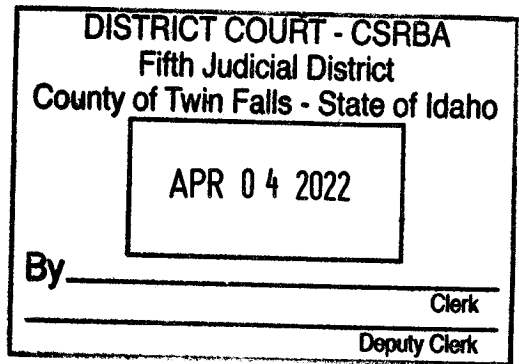 DISTRICT COURT - CSRBA
Fifth Judicial District
County of Twin Falls - State of Idaho
APR 04 2022
By
Clerk
Deputy Clerk